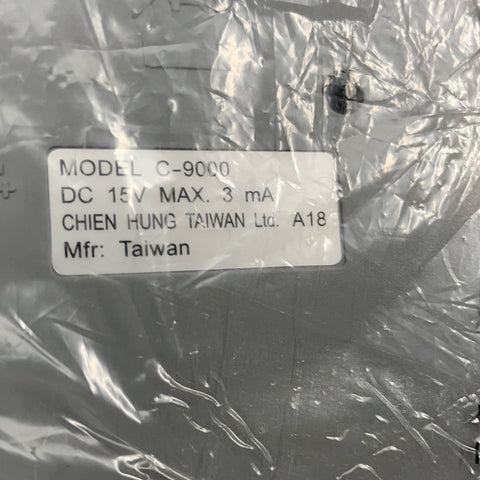 MODEL C-9000
DC 15V MAX. 3 mA
CHIEN HUNG TAIWAN Ltd. A18
Mfr: Taiwan